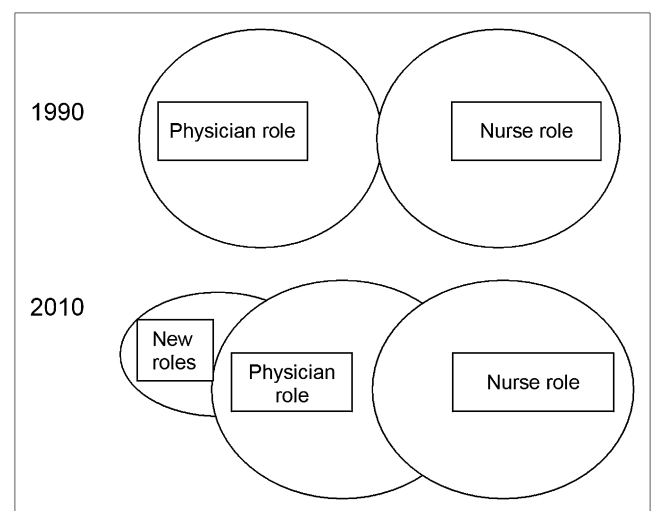 1990
Physician role
Nurse role
2010
New
roles
Physician
role
Nurse role